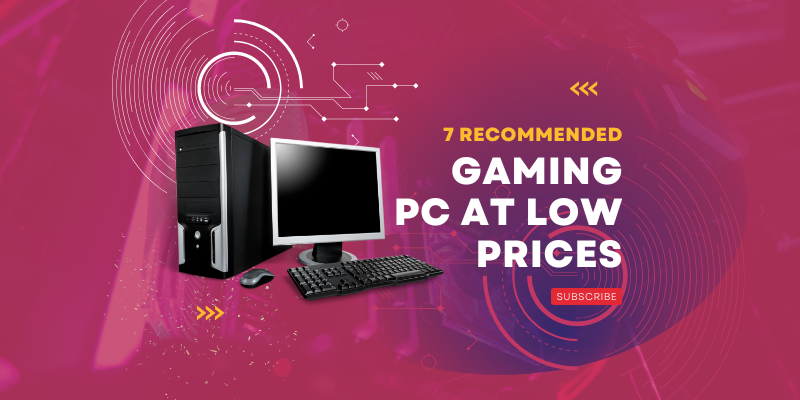 7 RECOMMENDED
GAMING
PC AT LOW
PRICES
SUBSCRIBE